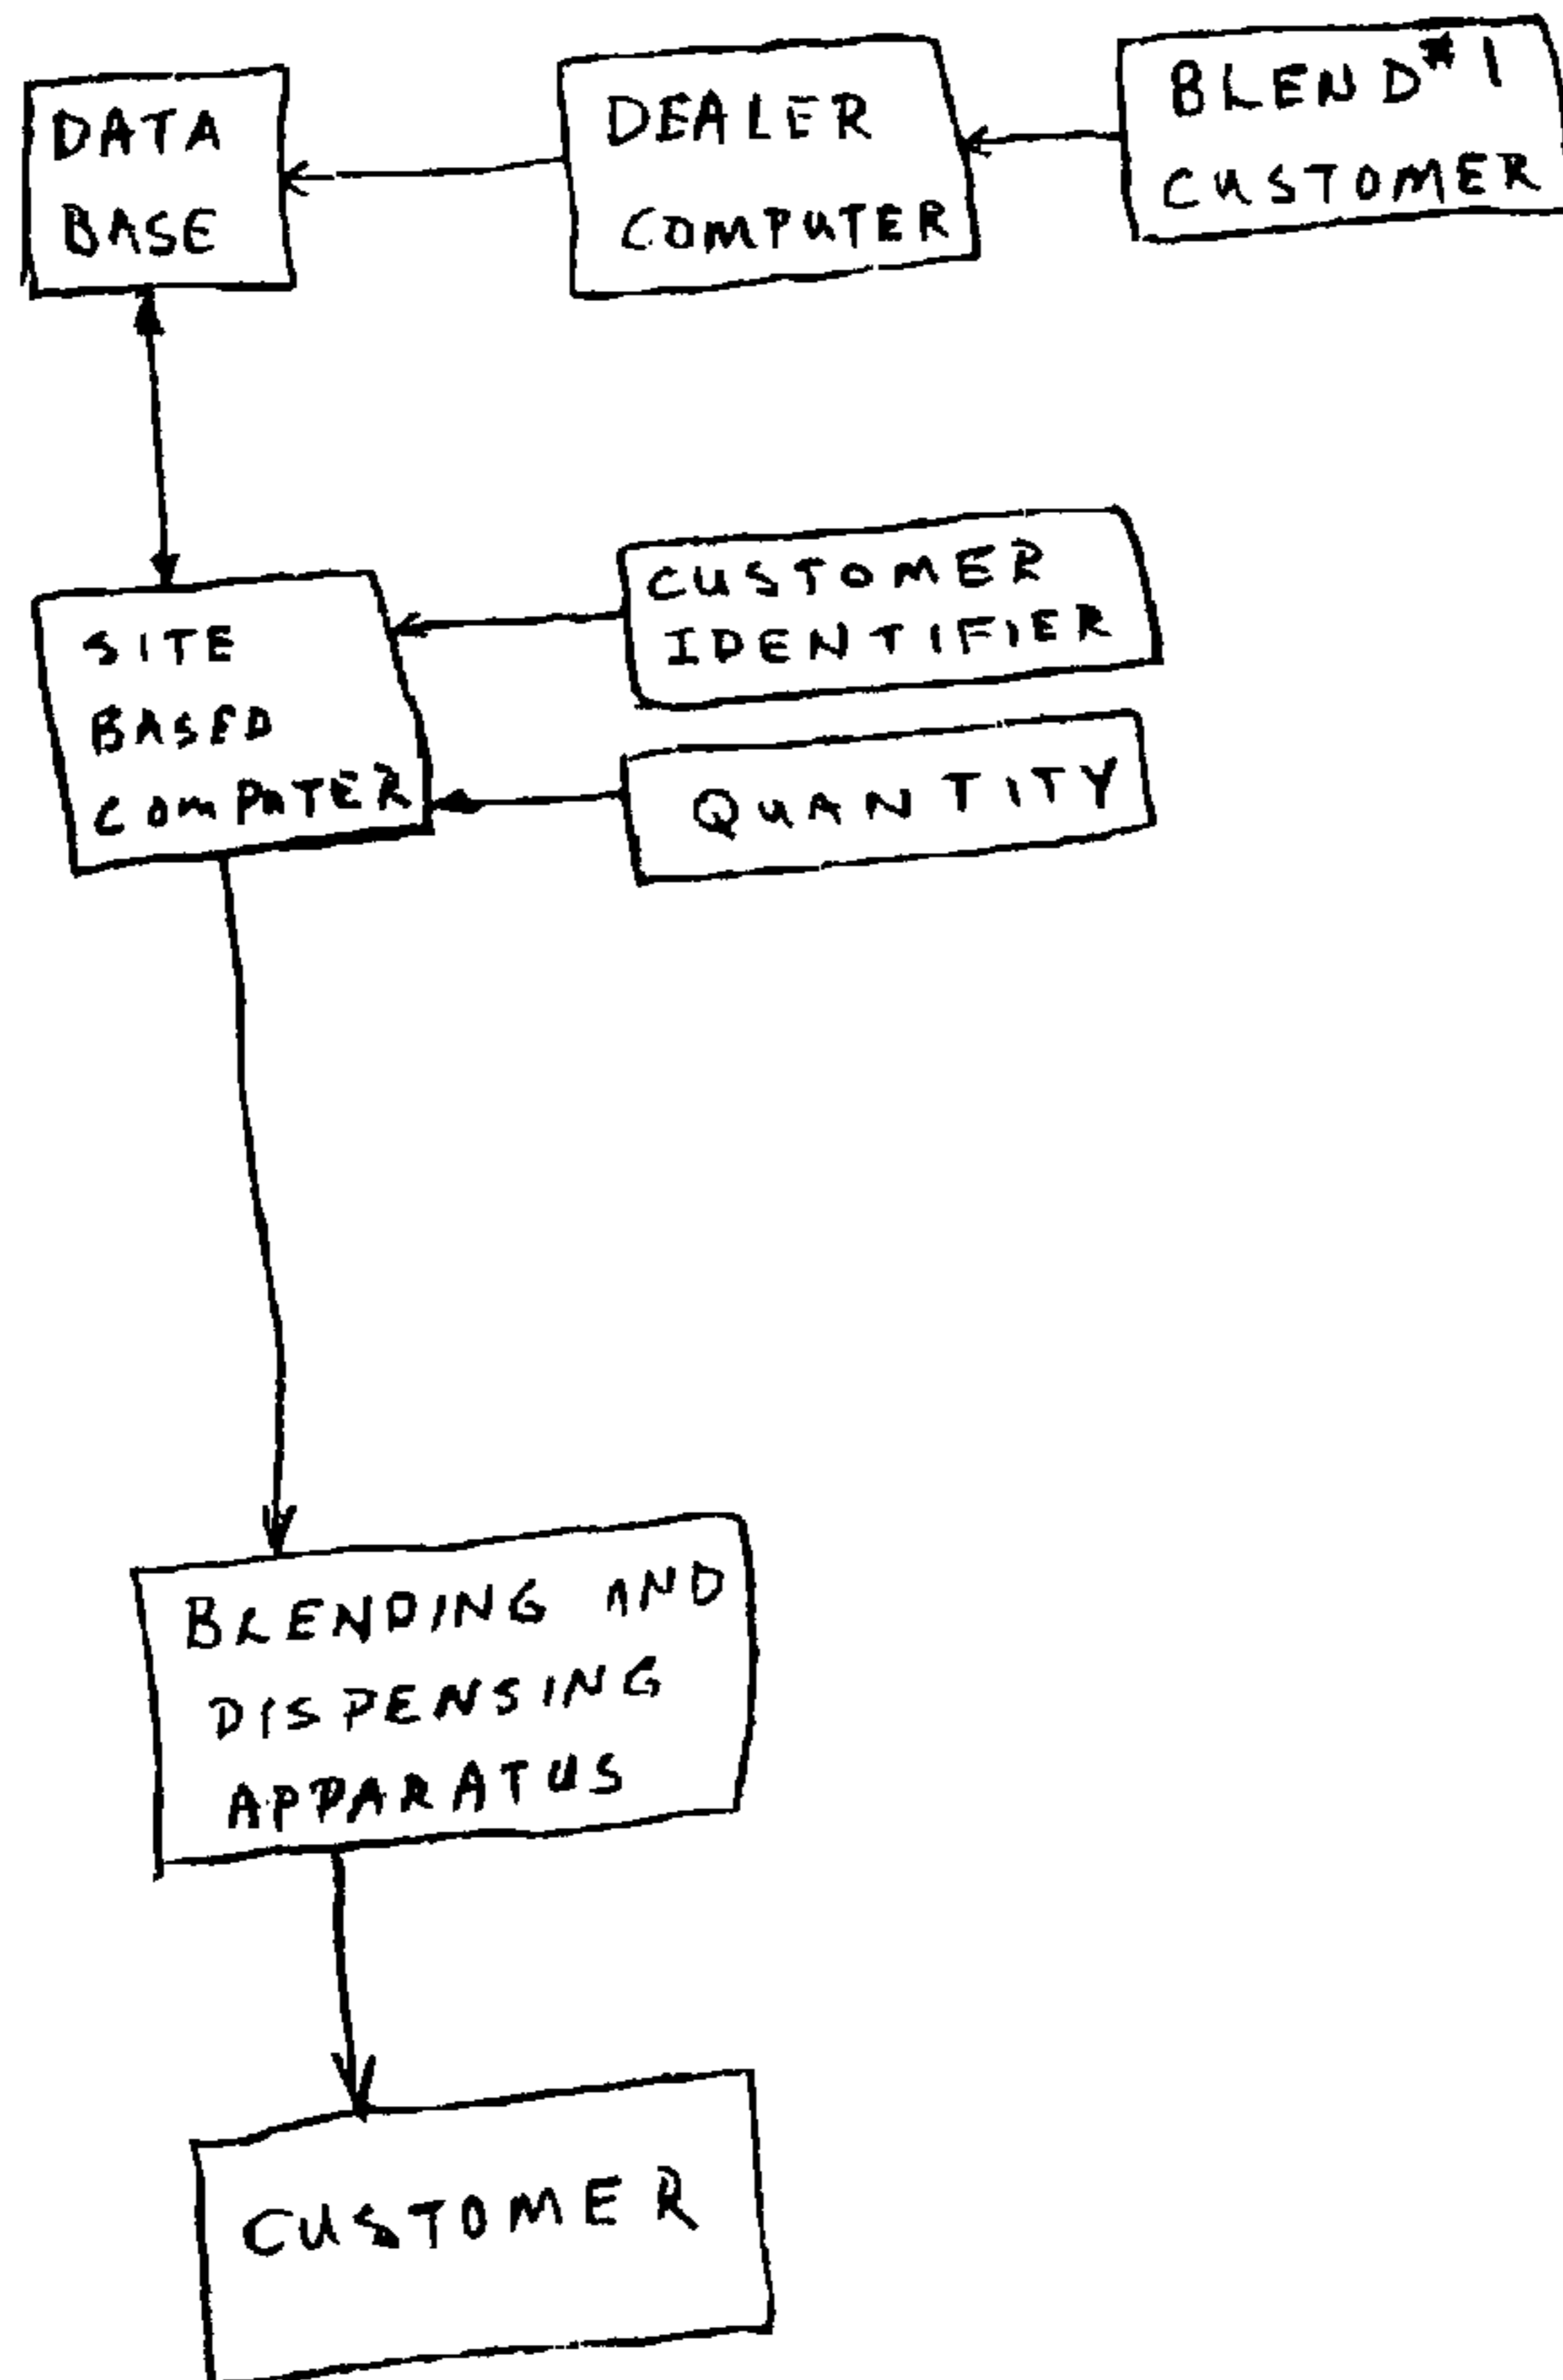 DATA
BASE
DEALER
COMPUTER
BLEND #1
CUSTOMER
SITE
BASED
COMPUTER
CUSTOMER
IDENTIFIER
QUANTITY
BLENDING AND
DISPENSING
APPARATUS
CUSTOMER